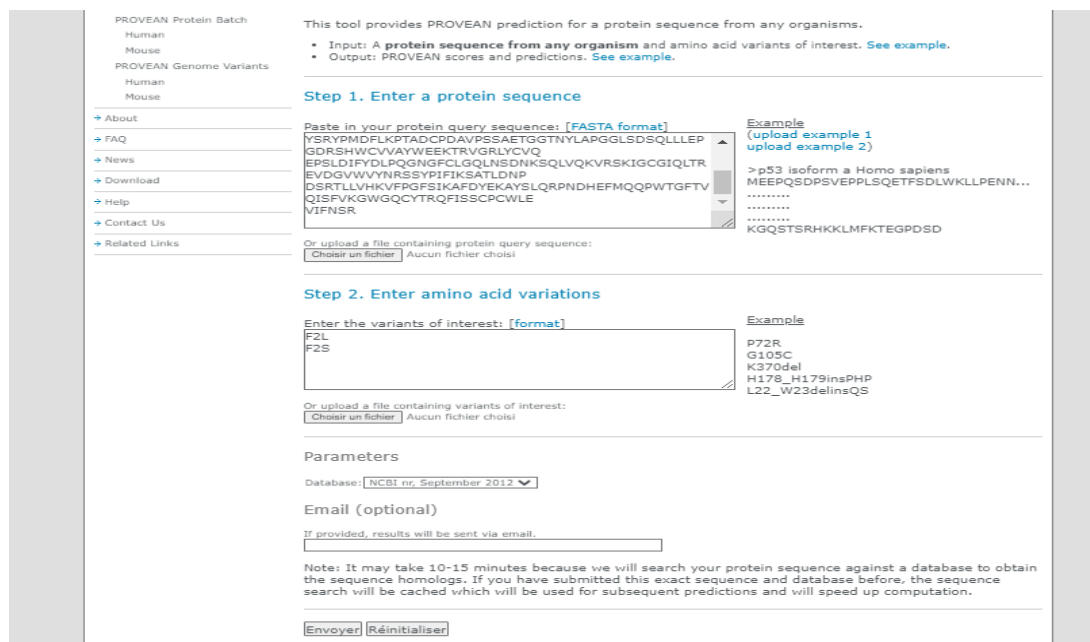 PROVEAN Protein Batch
Human
Mouse
PROVEAN Genome Variants
Human
Mouse
→ About
→ FAQ
→ News
→ Download
→ Help
→ Contact Us
→ Related Links
This tool provides PROVEAN prediction for a protein sequence from any organisms.
• Input: A protein sequence from any organism and amino acid variants of interest. See example.
• Output: PROVEAN scores and predictions. See example.
Step 1. Enter a protein sequence
Paste in your protein query sequence: [FASTA format]
YSRYPMDFLKPTADCPDAVPSSAETGGTNYLAPGGLSDSQLLLEP
GDRSHWCVVAYWEEKTRVGRLYCVQ
EPSLDIFYDLPQGNGFCLGQLNSDNKSQLVQKVRSKIGCGIQLTR
EVDGVWVYNRSSYPIFIKSATLDNP
DSRTLLVHKVFPGFSIKAFDYEKAYSLQRPNDHEFMQQPWTGFTV
QISFVKGWGQCYTRQFISSCPCWLE
VIFNSR
Example
(upload example 1
upload example 2)
>p53 isoform a Homo sapiens
MEEPQSDPSVEPPLSQETFSDLWKLLPENN...
.........
.........
.........
KGQSTSRHKKLMFKTEGPDSD
Or upload a file containing protein query sequence:
Choisir un fichier Aucun fichier choisi
Step 2. Enter amino acid variations
Enter the variants of interest: [format]
F2L
F2S
Example
P72R
G105C
K370del
H178_H179insPHP
L22_W23delinsQS
Or upload a file containing variants of interest:
Choisir un fichier Aucun fichier choisi
Parameters
Database: NCBI nr, September 2012
Email (optional)
If provided, results will be sent via email.
Note: It may take 10-15 minutes because we will search your protein sequence against a database to obtain
the sequence homologs. If you have submitted this exact sequence and database before, the sequence
search will be cached which will be used for subsequent predictions and will speed up computation.
Envoyer Réinitialiser